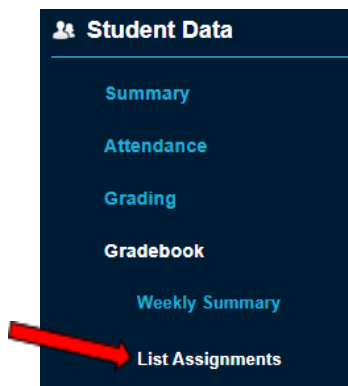 Student Data
Summary
Attendance
Grading
Gradebook
Weekly Summary
List Assignments